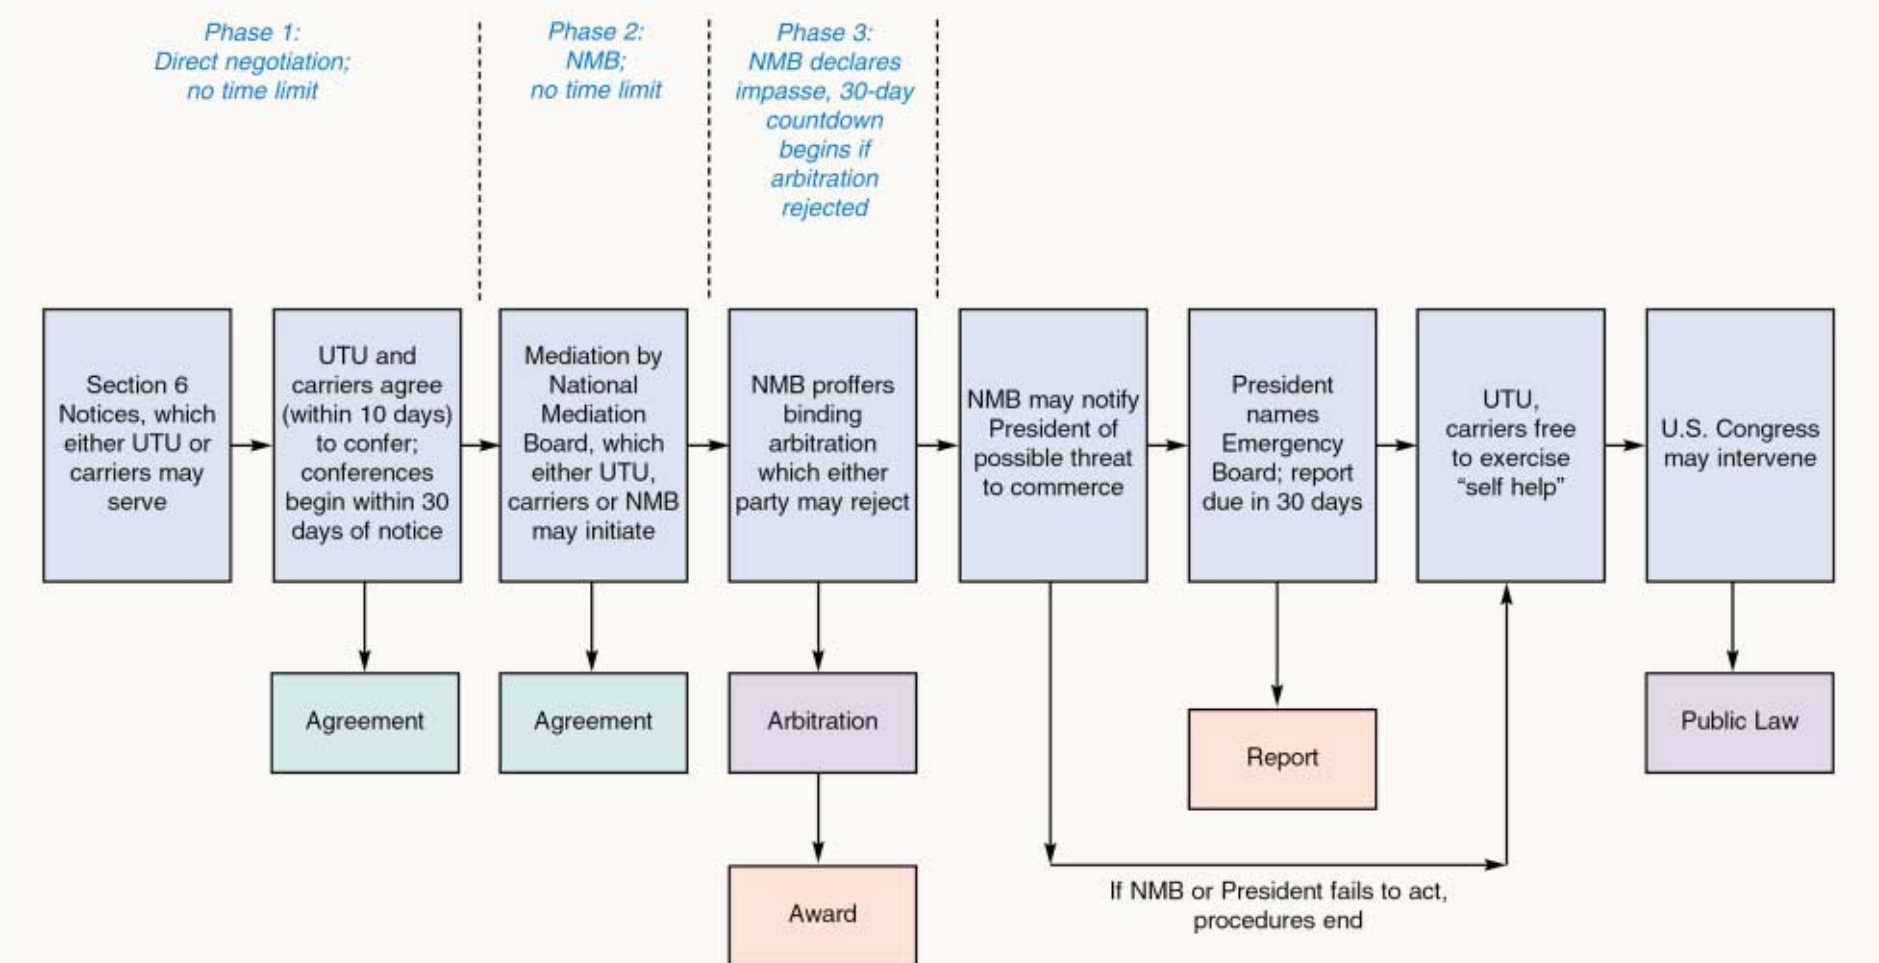 Phase 1:
Direct negotiation;
no time limit
Phase 2:
NMB;
no time limit
Phase 3:
NMB declares
impasse, 30-day
countdown
begins if
arbitration
rejected
Section 6
Notices, which
either UTU or
carriers may
serve
UTU and
carriers agree
(within 10 days)
to confer;
conferences
begin within 30
days of notice
Mediation by
National
Mediation
Board, which
either UTU,
carriers or NMB
may initiate
NMB proffers
binding
arbitration
which either
party may reject
NMB may notify
President of
possible threat
to commerce
President
names
Emergency
Board; report
due in 30 days
UTU,
carriers free
to exercise
“self help”
U.S. Congress
may intervene
Agreement
Agreement
Arbitration
Report
Public Law
Award
If NMB or President fails to act,
procedures end